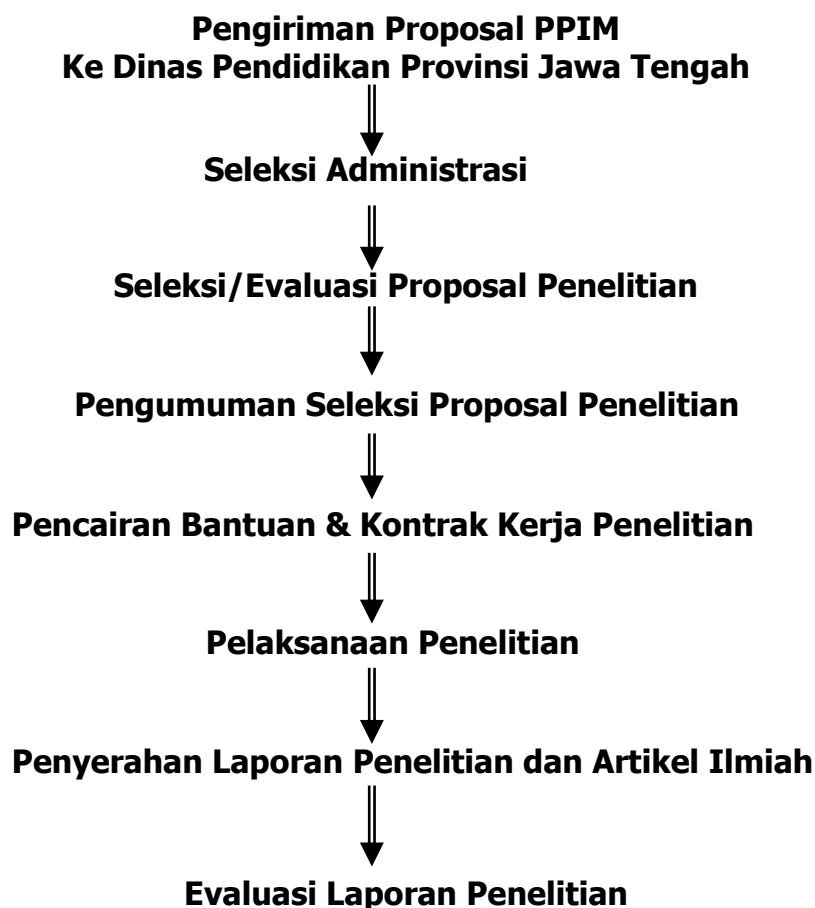 Pengiriman Proposal PPIM
Ke Dinas Pendidikan Provinsi Jawa Tengah
Seleksi Administrasi
Seleksi/Evaluasi Proposal Penelitian
Pengumuman Seleksi Proposal Penelitian
Pencairan Bantuan & Kontrak Kerja Penelitian
Pelaksanaan Penelitian
Penyerahan Laporan Penelitian dan Artikel Ilmiah
Evaluasi Laporan Penelitian